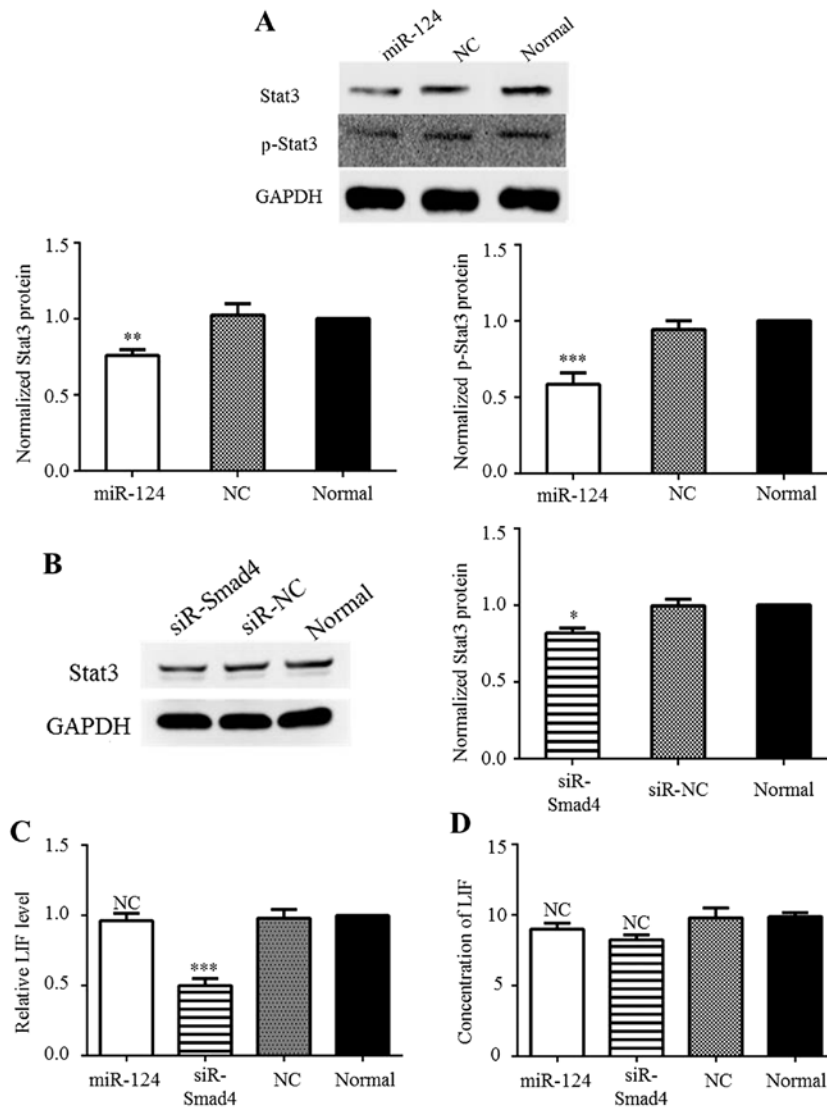 A
miR-124 NC Normal
Stat3
p-Stat3
GAPDH
Normalized Stat3 protein
1.5
1.0
0.5
0.0
**
miR-124 NC Normal
Normalized p-Stat3 protein
1.5
1.0
0.5
0.0
***
miR-124 NC Normal
B
siR-Smad4 siR-NC Normal
Stat3
GAPDH
Normalized Stat3 protein
1.5
1.0
0.5
0.0
*
siR-
Smad4 siR-NC Normal
C
Relative LIF level
1.5
1.0
0.5
0.0
NC
***
miR-124 siR-
Smad4 NC Normal
D
Concentration of LIF
15
10
5
0
NC
NC
miR-124 siR-
Smad4 NC Normal